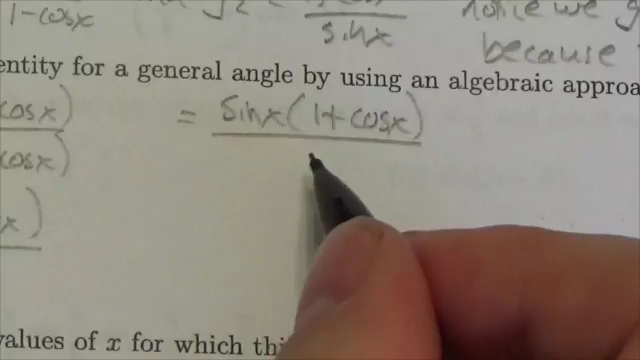 1-cosx
sinx
notice we
because
entity for a general angle by using an algebraic approa
cosx)
= sinx(1+cosx)
cosx)
x)
values of x for which thi